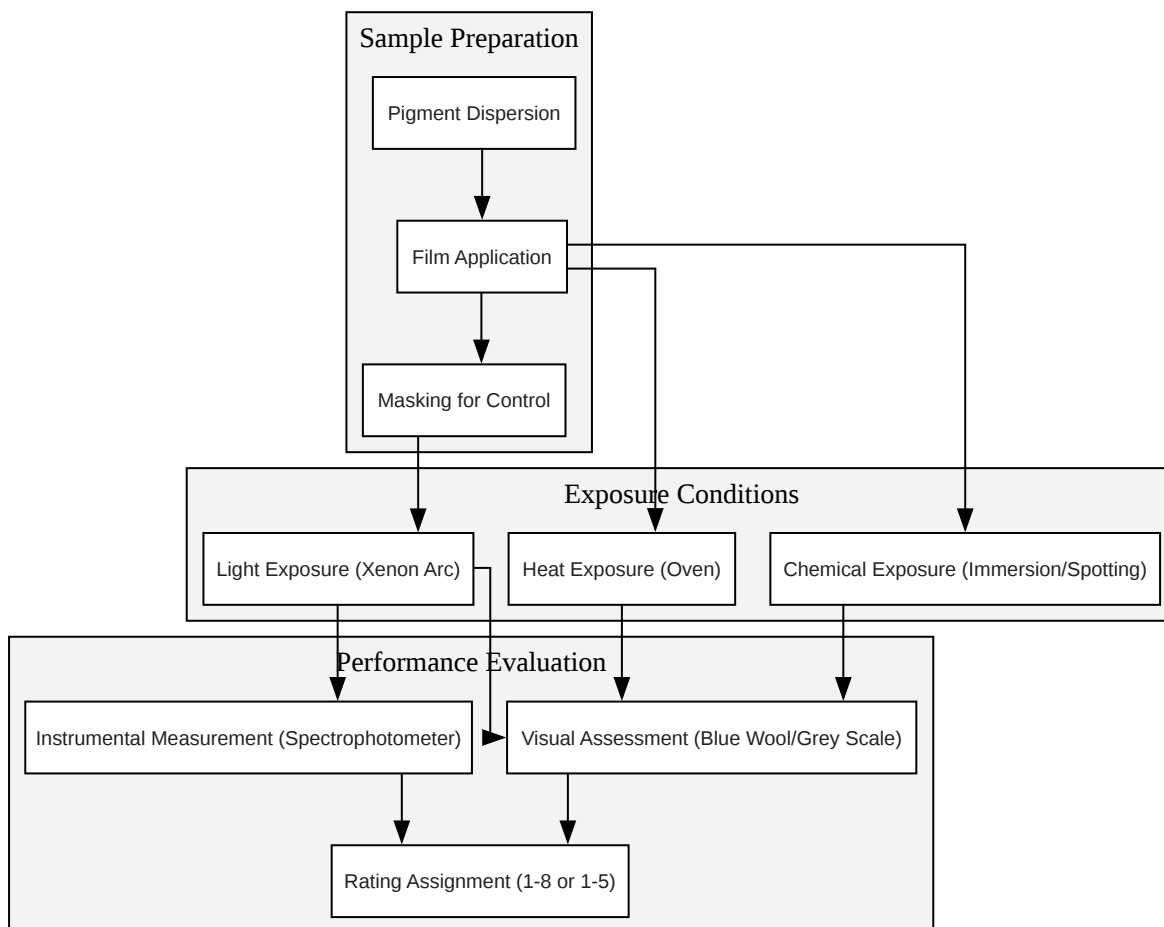 Sample Preparation
Pigment Dispersion
Film Application
Masking for Control
Exposure Conditions
Light Exposure (Xenon Arc)
Heat Exposure (Oven)
Chemical Exposure (Immersion/Spotting)
Performance Evaluation
Instrumental Measurement (Spectrophotometer)
Visual Assessment (Blue Wool/Grey Scale)
Rating Assignment (1-8 or 1-5)